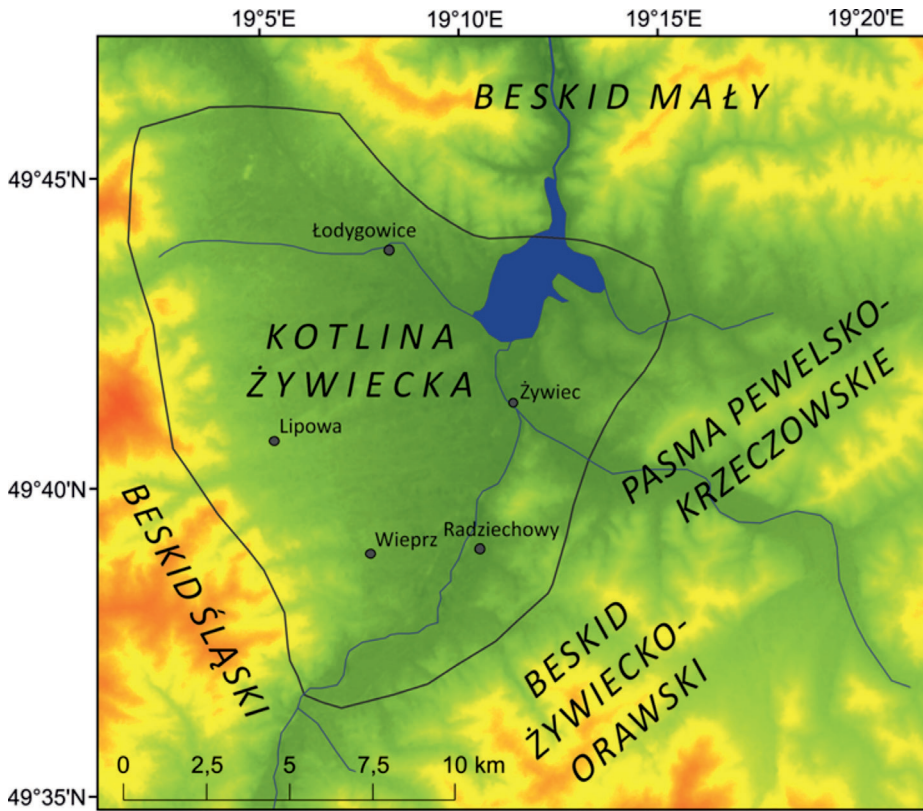 19°5'E 19°10'E 19°15'E 19°20'E
BESKID MAŁY
49°45'N
Łodygowice
KOTLINA
ŻYWIECKA
PASMA PEWELSKO-
KRZECZOWSKIE
Żywiec
Lipowa
49°40'N
BESKID ŚLĄSKI
Wieprz
Radziechowy
BESKID
ŻYWIECKO-
ORAWSKI
0 2,5 5 7,5 10 km
49°35'N